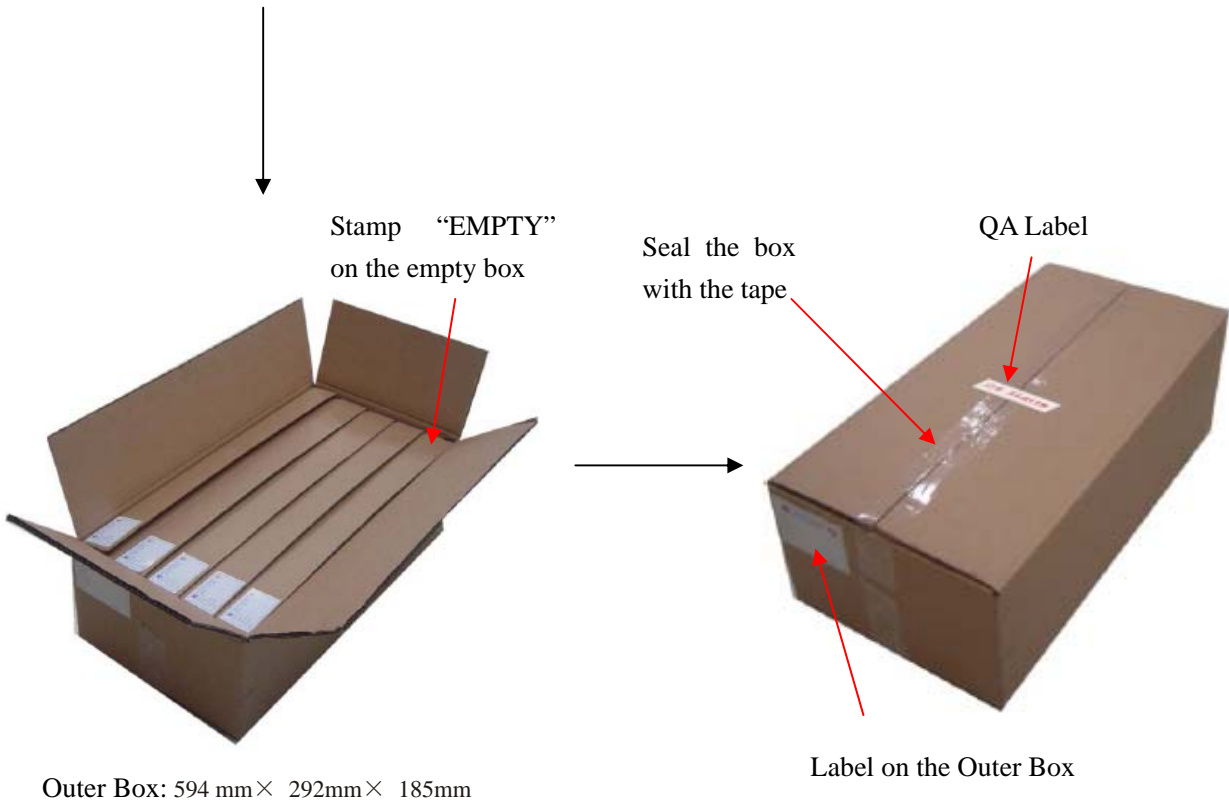 Stamp “EMPTY”
on the empty box
Seal the box
with the tape
QA Label
Label on the Outer Box
Outer Box: 594 mm× 292mm× 185mm